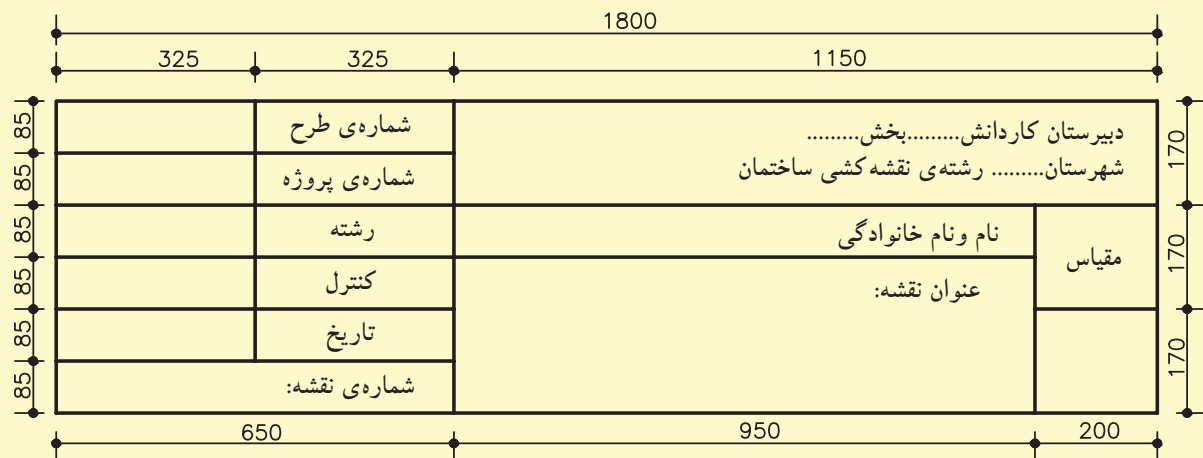 1800
325
325
1150
دبیرستان کاردانش.........بخش.........
شهرستان......... رشته‌ی نقشه‌کشی ساختمان
نام ونام خانوادگی
مقیاس
عنوان نقشه:
شماره‌ی طرح
شماره‌ی پروژه
رشته
کنترل
تاریخ
شماره‌ی نقشه:
85
85
85
85
85
85
170
170
170
650
950
200